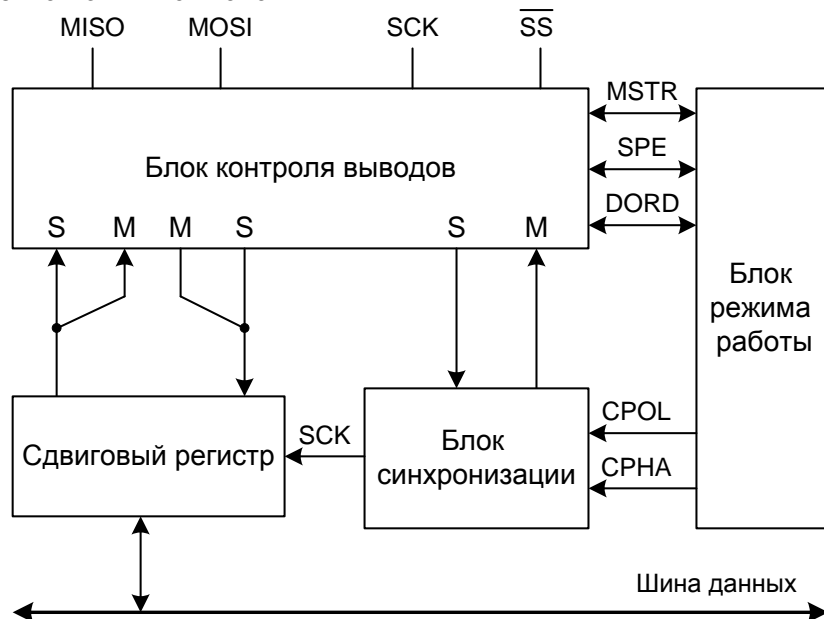 MISO MOSI SCK SS
MSTR
SPE
DORD
Блок контроля выводов
S M M S S M
Блок
режима
работы
CPOL
CPHA
SCK
Сдвиговый регистр
Блок
синхронизации
Шина данных